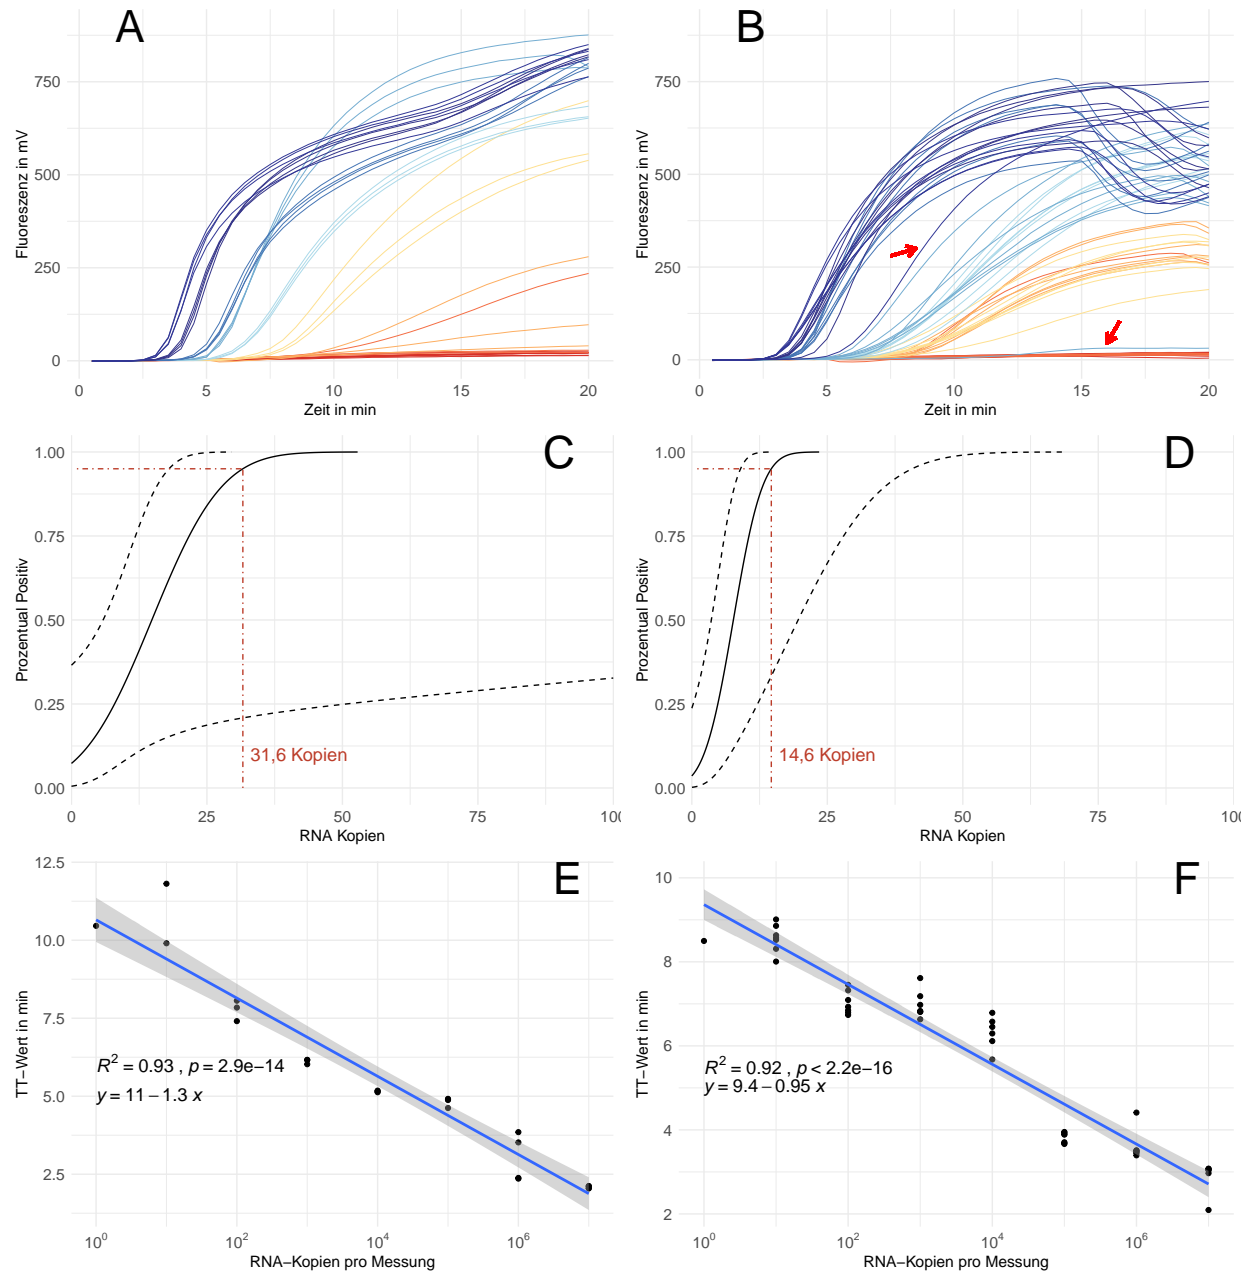 A
B
Fluoreszenz in mV
750
500
250
0
0
5
10
15
20
Zeit in min
Fluoreszenz in mV
750
500
250
0
0
5
10
15
20
Zeit in min
C
D
Prozentual Positiv
1.00
0.75
0.50
0.25
0.00
31,6 Kopien
0
25
50
75
100
RNA Kopien
Prozentual Positiv
1.00
0.75
0.50
0.25
0.00
14,6 Kopien
0
25
50
75
RNA Kopien
E
F
TT−Wert in min
12.5
10.0
7.5
5.0
2.5
R² = 0.93 , p = 2.9e−14
y = 11 − 1.3 x
10⁰
10²
10⁴
10⁶
RNA−Kopien pro Messung
TT−Wert in min
10
8
6
4
2
R² = 0.92 , p < 2.2e−16
y = 9.4 − 0.95 x
10⁰
10²
10⁴
10⁶
RNA−Kopien pro Messung